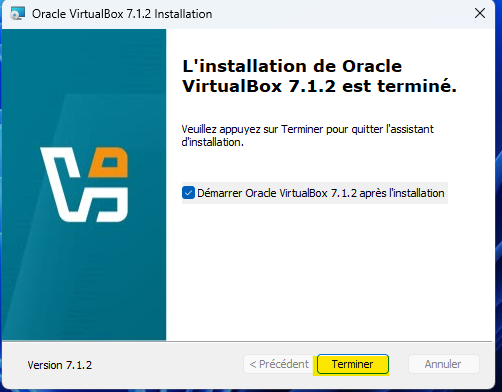 Oracle VirtualBox 7.1.2 Installation
L'installation de Oracle
VirtualBox 7.1.2 est terminé.
Veuillez appuyez sur Terminer pour quitter l'assistant
d'installation.
Démarrer Oracle VirtualBox 7.1.2 après l'installation
Version 7.1.2
< Précédent
Terminer
Annuler